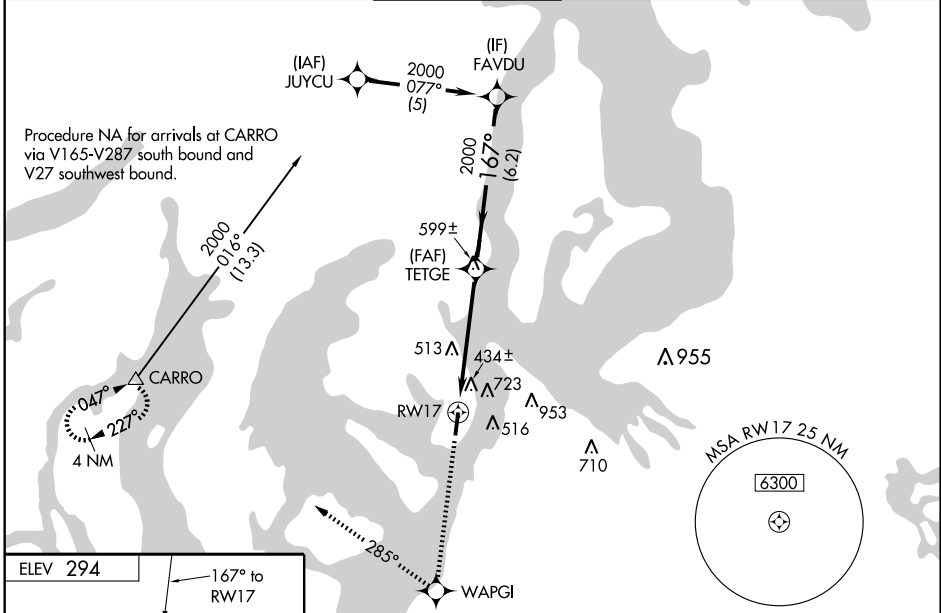 (IAF)
JUYCU
2000
077°
(5)
(IF)
FAVDU
Procedure NA for arrivals at CARRO
via V165-V287 south bound and
V27 southwest bound.
2000
016°
(13.3)
2000
167°
(6.2)
599±
(FAF)
TETGE
513
434±
723
955
CARRO
047°
227°
4 NM
RW17
953
516
710
MSA RW17 25 NM
6300
285°
WAPGI
ELEV 294
167° to
RW17